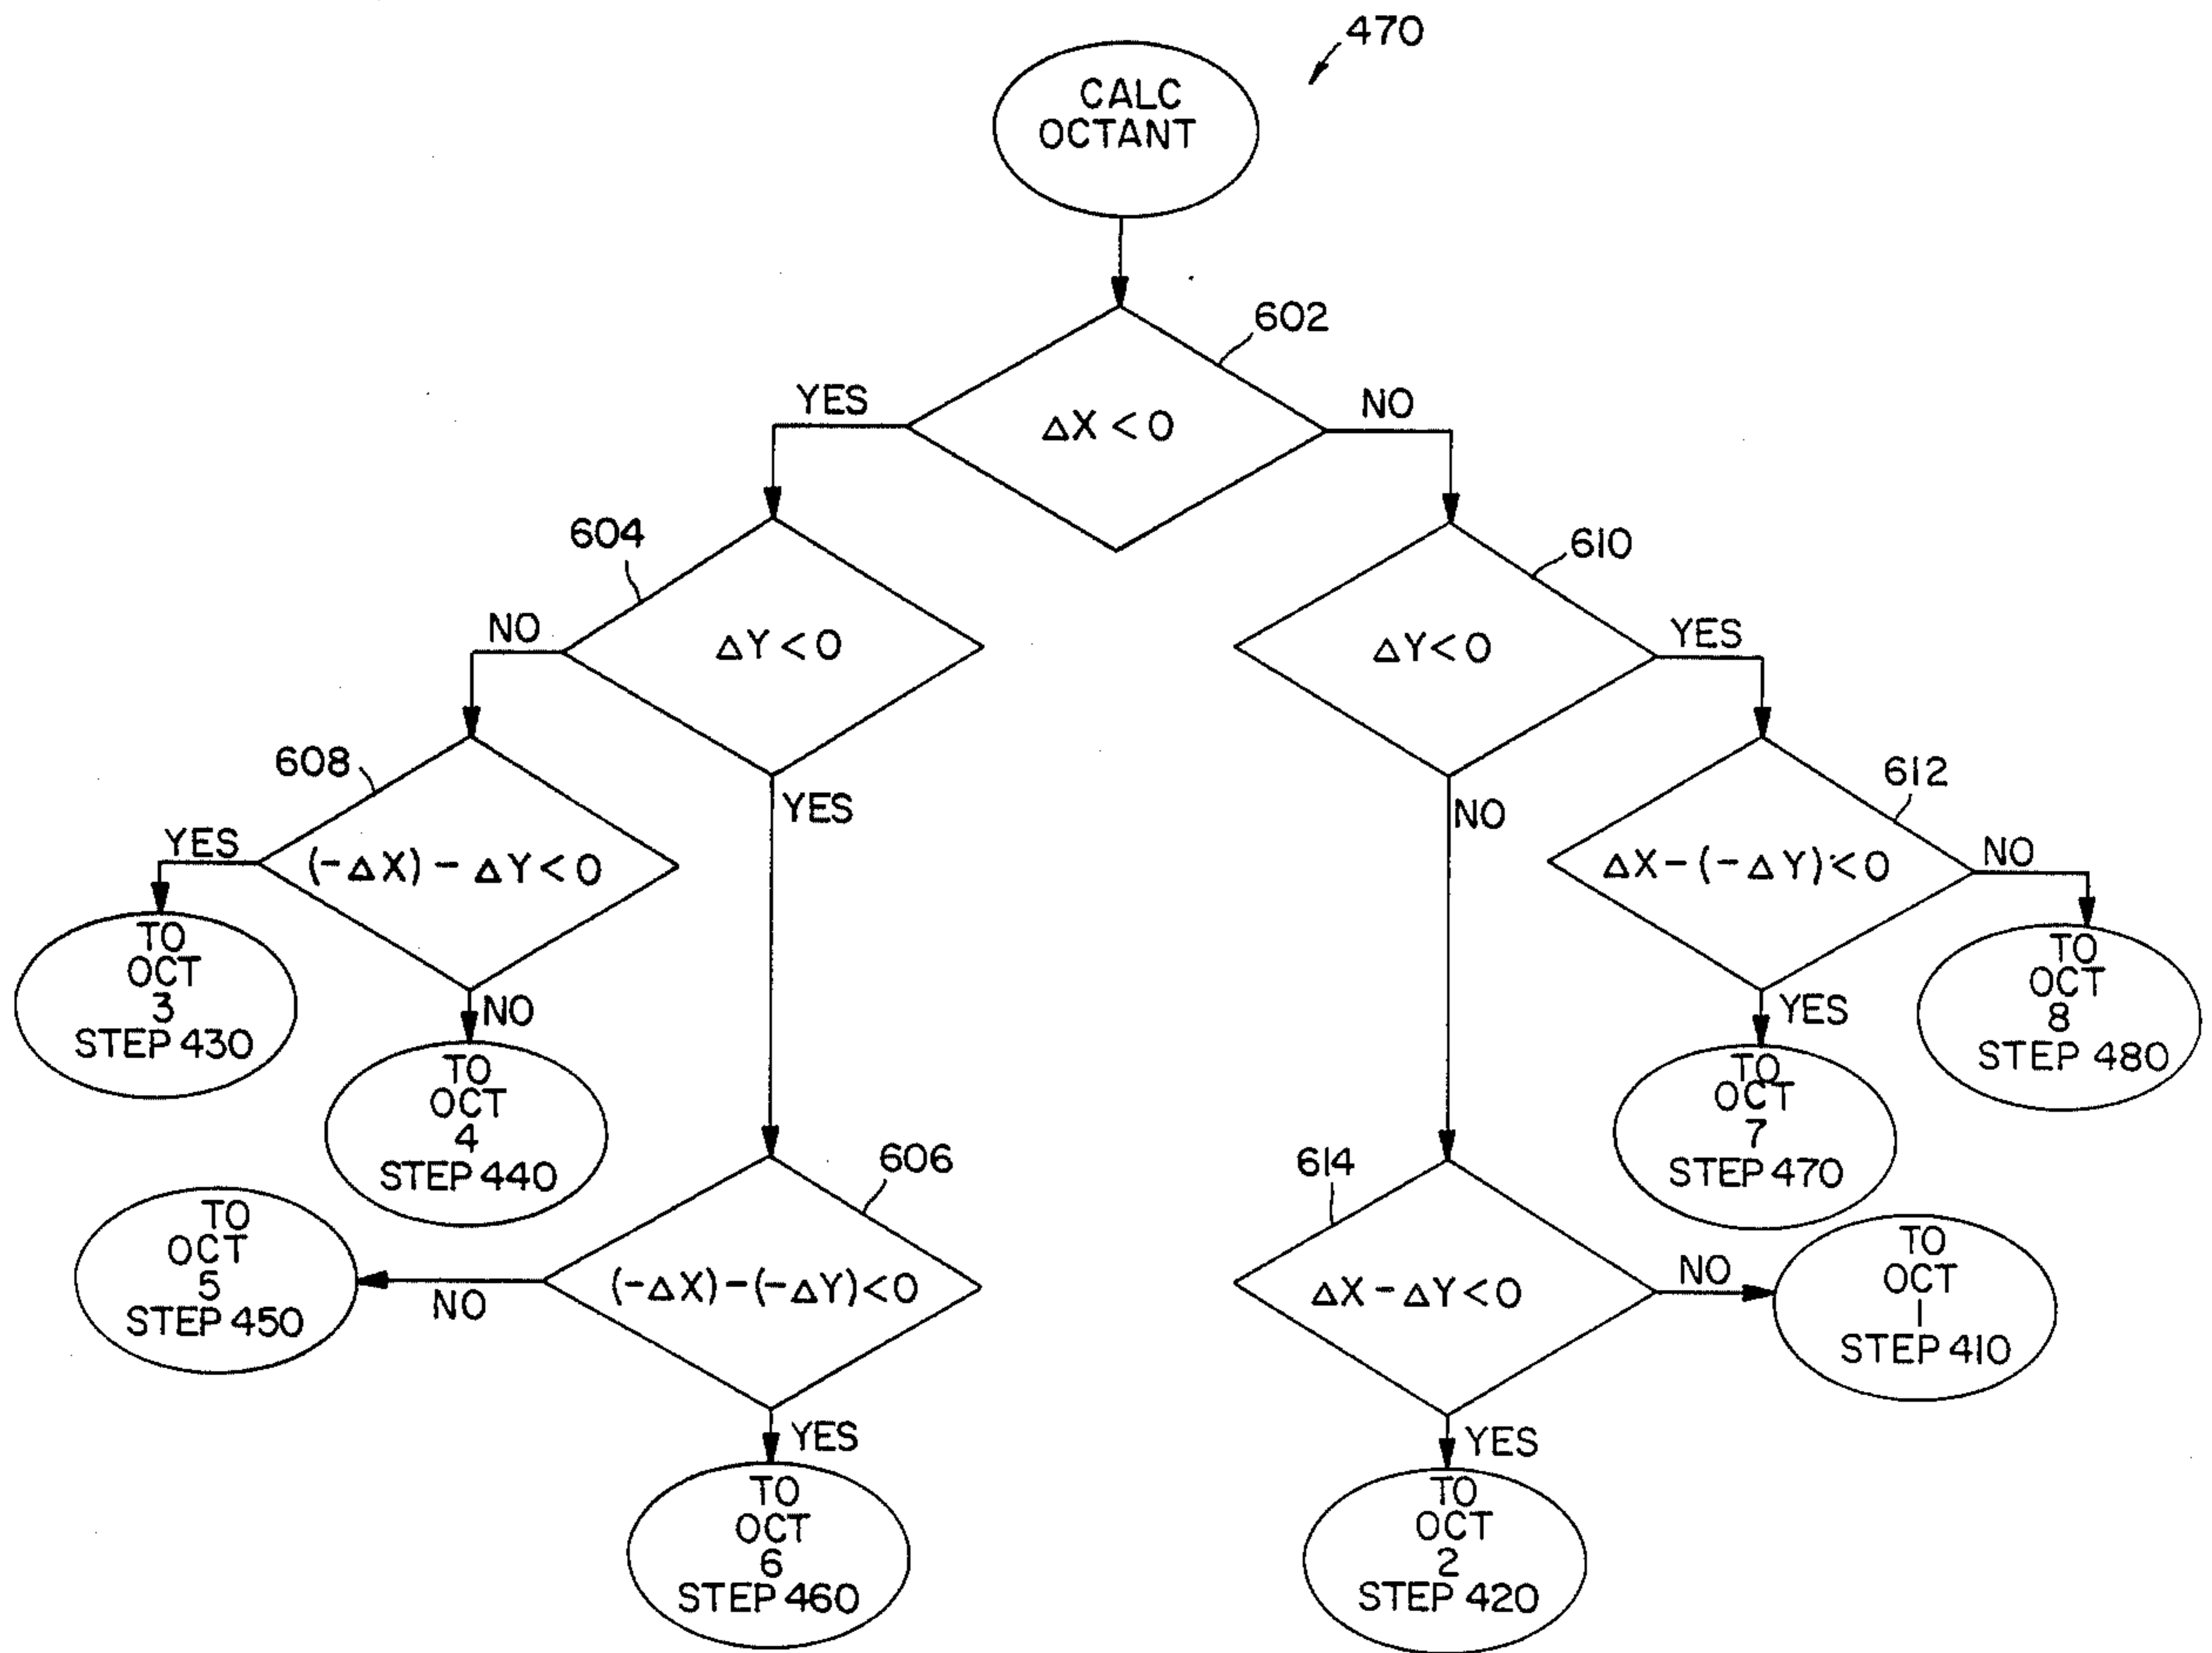 470
CALC
OCTANT
602
YES
ΔX < 0
NO
604
610
NO
ΔY < 0
ΔY < 0
YES
608
612
YES
YES
NO
(-ΔX) - ΔY < 0
ΔX - (-ΔY) < 0
NO
TO
OCT
3
STEP 430
NO
TO
OCT
4
STEP 440
YES
TO
OCT
7
STEP 470
TO
OCT
8
STEP 480
606
614
TO
OCT
5
STEP 450
NO
(-ΔX) - (-ΔY) < 0
ΔX - ΔY < 0
NO
TO
OCT
1
STEP 410
YES
YES
TO
OCT
6
STEP 460
TO
OCT
2
STEP 420